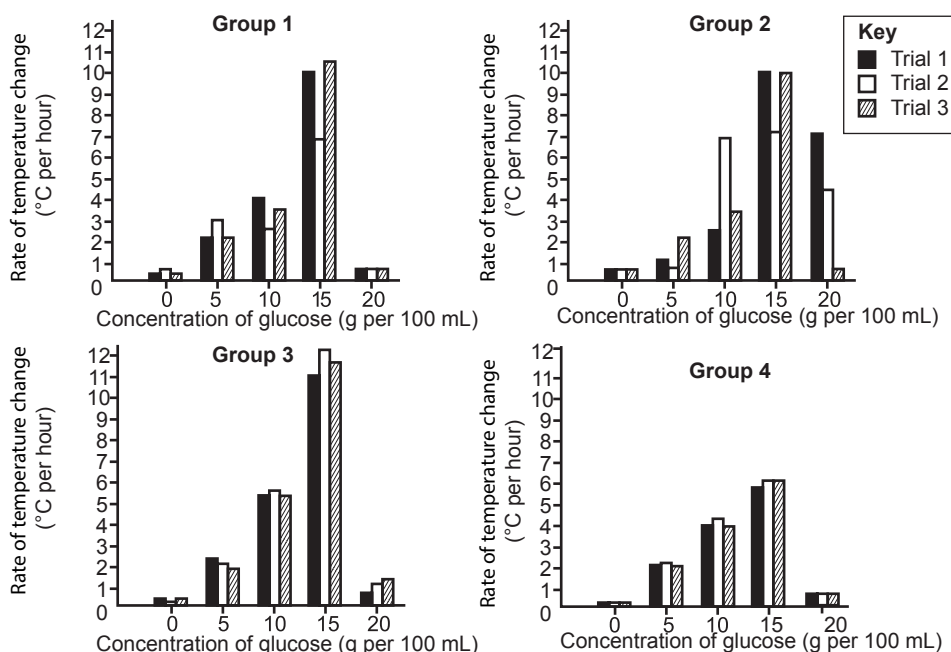 Group 1
Rate of temperature change
(°C per hour)
12
11
10
9
8
7
6
5
4
3
2
1
0
0 5 10 15 20
Concentration of glucose (g per 100 mL)
Group 2
Rate of temperature change
(°C per hour)
12
11
10
9
8
7
6
5
4
3
2
1
0
0 5 10 15 20
Concentration of glucose (g per 100 mL)
Key
Trial 1
Trial 2
Trial 3
Group 3
Rate of temperature change
(°C per hour)
12
11
10
9
8
7
6
5
4
3
2
1
0
0 5 10 15 20
Concentration of glucose (g per 100 mL)
Group 4
Rate of temperature change
(°C per hour)
12
11
10
9
8
7
6
5
4
3
2
1
0
0 5 10 15 20
Concentration of glucose (g per 100 mL)